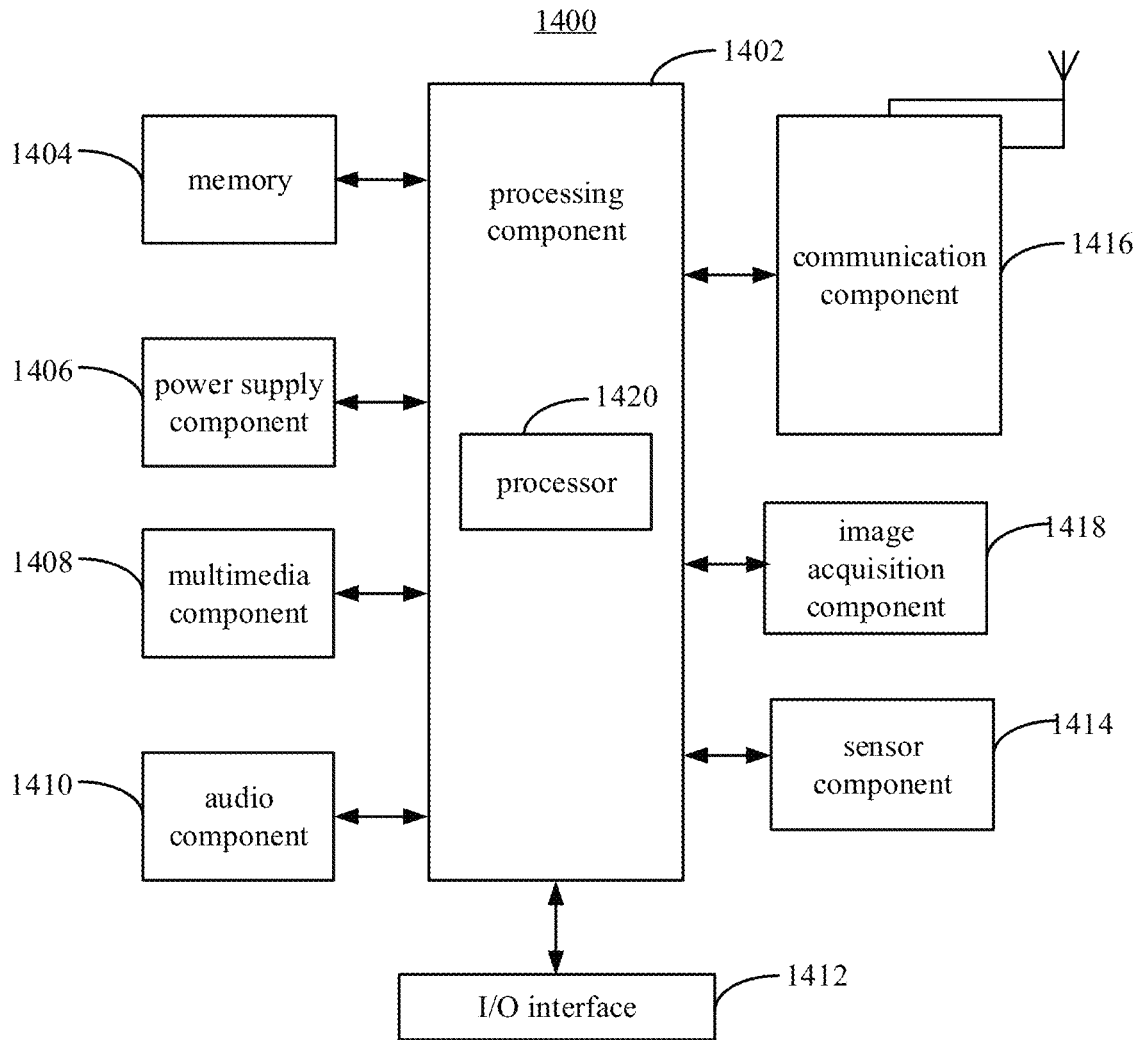 1400
1402
1404
memory
processing
component
communication
component
1416
1406
power supply
component
1420
processor
image
acquisition
component
1418
1408
multimedia
component
sensor
component
1414
1410
audio
component
I/O interface
1412